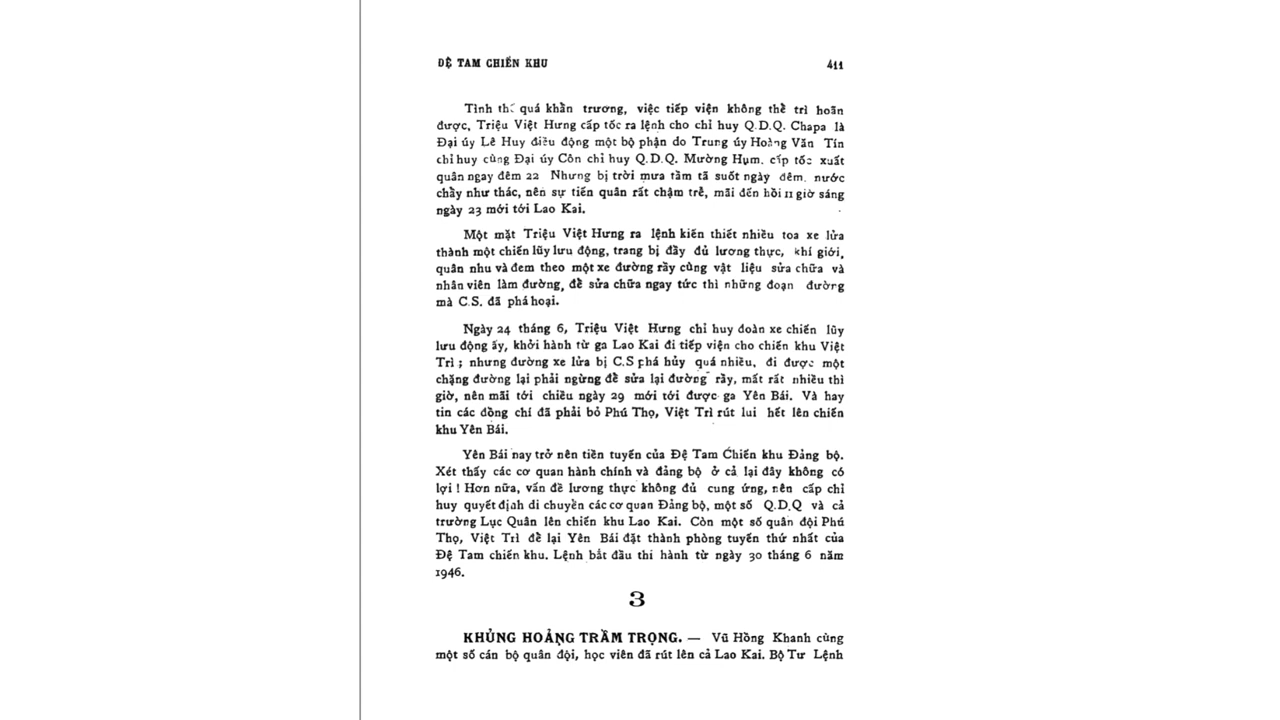 ĐỆ TAM CHIẾN KHU 411
Tình thế quá khẩn trương, việc tiếp viện không thể trì hoãn
được, Triệu Việt Hưng cấp tốc ra lệnh cho chỉ huy Q.D.Q. Chapa là
Đại úy Lê Huy điều động một bộ phận do Trung úy Hoàng Văn Tín
chỉ huy cùng Đại úy Côn chỉ huy Q.D.Q. Mường Hụm. cấp tốc xuất
quân ngay đêm 22 Nhưng bị trời mưa tầm tã suốt ngày đêm. nước
chầy như thác, nên sự tiến quân rất chậm trễ, mãi đến hồi 11 giờ sáng
ngày 23 mới tới Lao Kai.
Một mặt Triệu Việt Hưng ra lệnh kiến thiết nhiều toa xe lửa
thành một chiến lũy lưu động, trang bị đầy đủ lương thực, khí giới,
quân nhu và đem theo một xe đường rầy cùng vật liệu sửa chữa và
nhân viên làm đường, để sửa chữa ngay tức thì những đoạn đường
mà C.S. đã phá hoại.
Ngày 24 tháng 6, Triệu Việt Hưng chỉ huy đoàn xe chiến lũy
lưu động ấy, khởi hành từ ga Lao Kai đi tiếp viện cho chiến khu Việt
Trì ; nhưng đường xe lửa bị C.S phá hủy quá nhiều, đi được một
chặng đường lại phải ngừng để sửa lại đường rầy, mất rất nhiều thì
giờ, nên mãi tới chiều ngày 29 mới tới được ga Yên Bái. Và hay
tin các đồng chí đã phải bỏ Phú Thọ, Việt Trì rút lui hết lên chiến
khu Yên Bái.
Yên Bái nay trở nên tiền tuyến của Đệ Tam Chiến khu Đảng bộ.
Xét thấy các cơ quan hành chính và đảng bộ ở cả lại đây không có
lợi ! Hơn nữa, vấn đề lương thực không đủ cung ứng, nên cấp chỉ
huy quyết định di chuyển các cơ quan Đảng bộ, một số Q.D.Q và cả
trường Lục Quân lên chiến khu Lao Kai. Còn một số quân đội Phú
Thọ, Việt Trì để lại Yên Bái đặt thành phòng tuyến thứ nhất của
Đệ Tam chiến khu. Lệnh bắt đầu thi hành từ ngày 30 tháng 6 năm
1946.
3
KHỦNG HOẢNG TRẦM TRỌNG. — Vũ Hồng Khanh cùng
một số cán bộ quân đội, học viên đã rút lên cả Lao Kai. Bộ Tư Lệnh